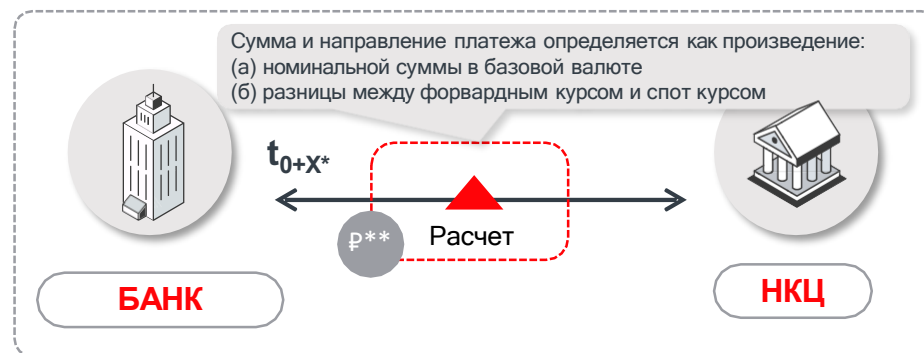 Сумма и направление платежа определяется как произведение:
(а) номинальной суммы в базовой валюте
(б) разницы между форвардным курсом и спот курсом
t0+X*
₽**
Расчет
БАНК
НКЦ